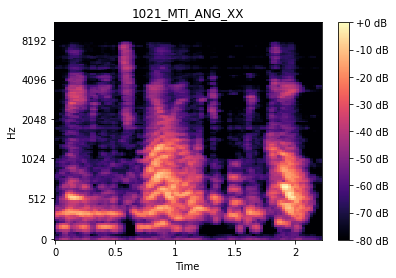 1021_MTI_ANG_XX
8192
4096
2048
1024
512
0
Hz
0
0.5
1
1.5
2
Time
+0 dB
-10 dB
-20 dB
-30 dB
-40 dB
-50 dB
-60 dB
-70 dB
-80 dB